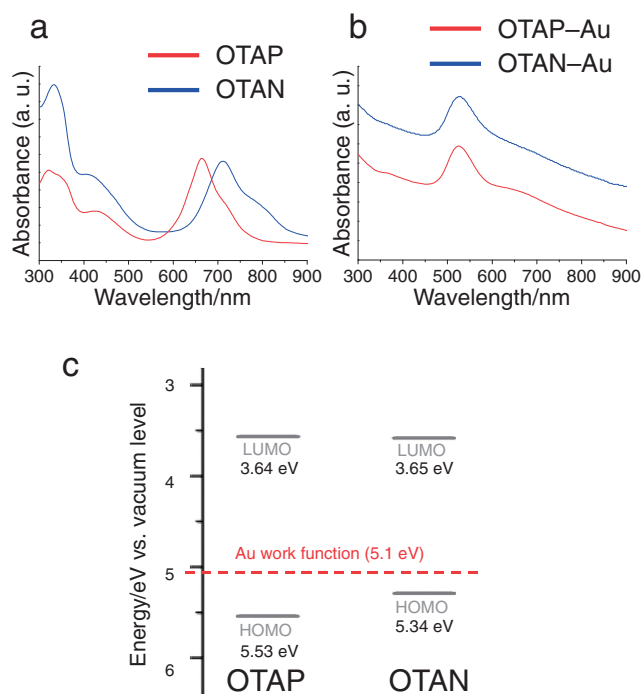 a
OTAP
OTAN
Absorbance (a. u.)
300 400 500 600 700 800 900
Wavelength/nm
b
OTAP–Au
OTAN–Au
Absorbance (a. u.)
300 400 500 600 700 800 900
Wavelength/nm
c
Energy/eV vs. vacuum level
3
LUMO
3.64 eV
LUMO
3.65 eV
4
Au work function (5.1 eV)
5
HOMO
5.53 eV
HOMO
5.34 eV
6
OTAP
OTAN